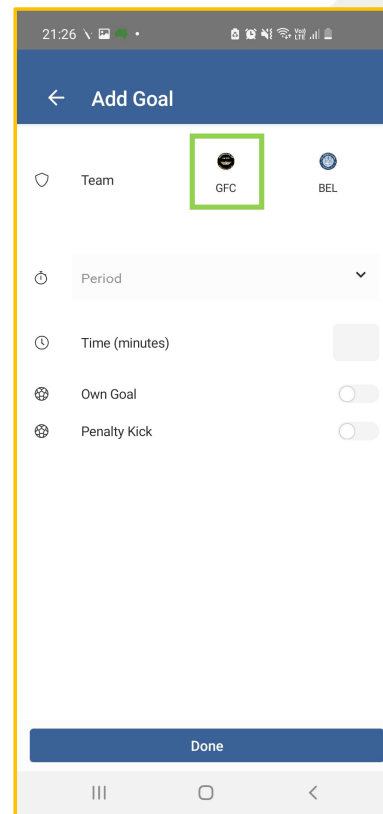 21:26
Add Goal
Team
GFC
BEL
Period
Time (minutes)
Own Goal
Penalty Kick
Done